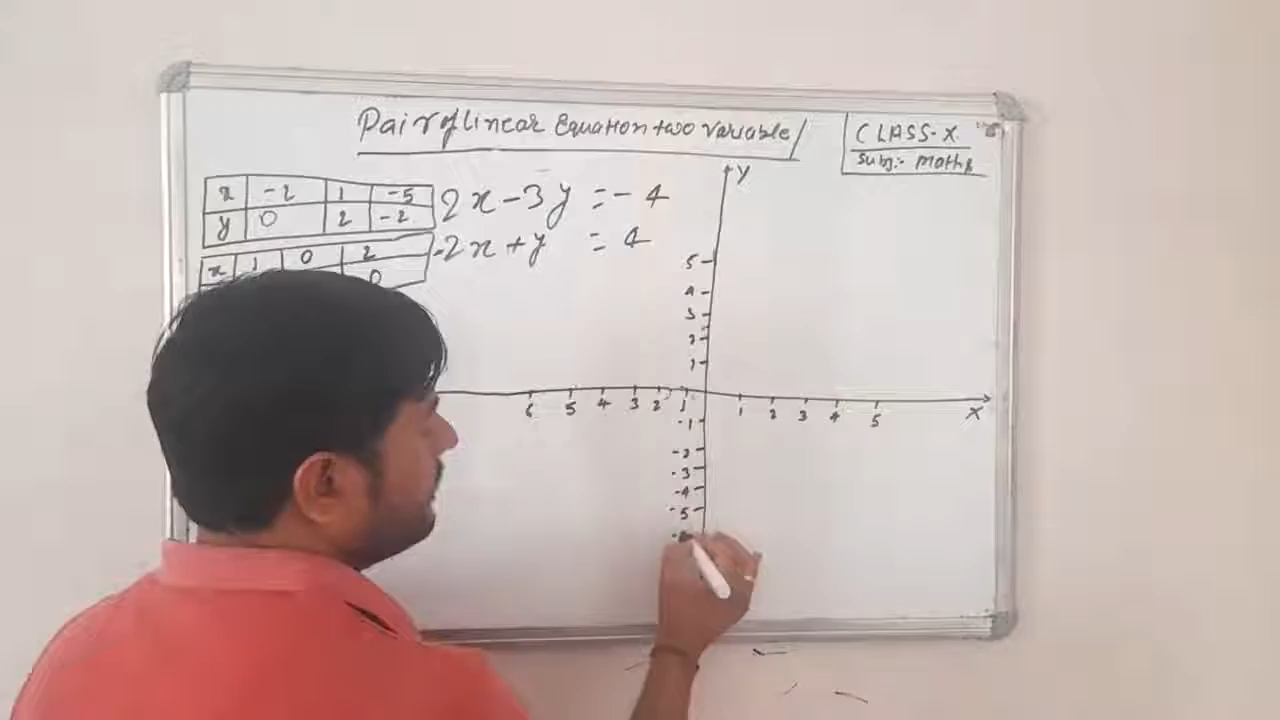 Pair of linear Equation two variable
CLASS-X
Subj:- maths
x -2 1 -5
y 0 2 -2
x 1 0 2
0
2x-3y =-4
2x+y = 4
Y
5
4
3
2
1
6 5 4 3 2 1 1 2 3 4 5 X
-1
-2
-3
-4
-5